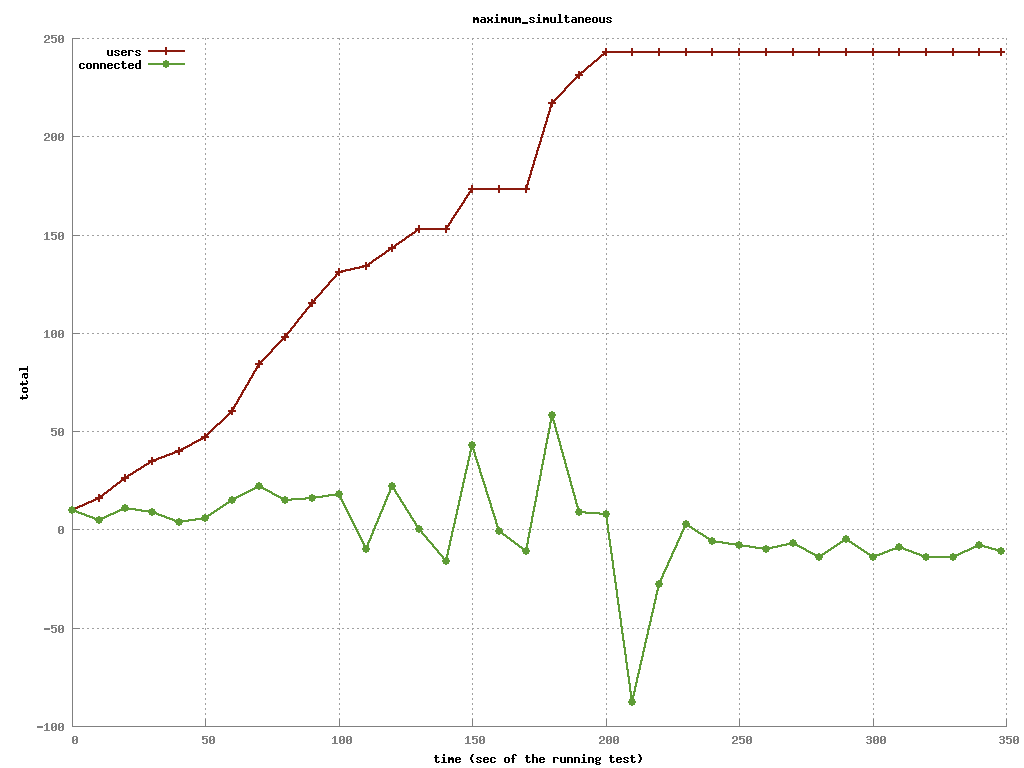 maximum_simultaneous
250
users
connected
200
150
100
total
50
0
-50
-100
0 50 100 150 200 250 300 350
time (sec of the running test)